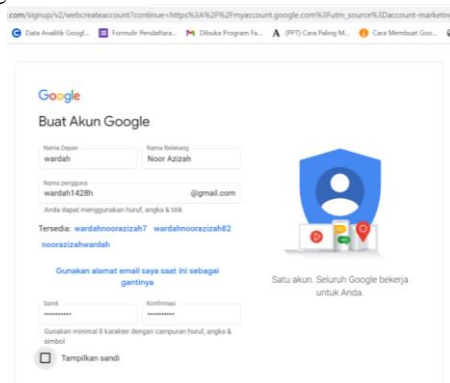 .com/signup/v2/webcreateaccount?continue=https%3A%2F%2Fmyaccount.google.com%3Futm_source%3Daccount-marketin
Data Analitik Googl... Formulir Pendaftara... Dibuka Program Fa... (PPT) Cara Paling M... Cara Membuat Goo...
Google
Buat Akun Google
Nama Depan Nama Belakang
wardah Noor Azizah
Nama pengguna
wardah1428h @gmail.com
Anda dapat menggunakan huruf, angka & titik
Tersedia: wardahnoorazizah7 wardahnoorazizah82
noorazizahwardah
Gunakan alamat email saya saat ini sebagai
gantinya
Satu akun. Seluruh Google bekerja
untuk Anda.
Sandi Konfirmasi
Gunakan minimal 8 karakter dengan campuran huruf, angka &
simbol
Tampilkan sandi